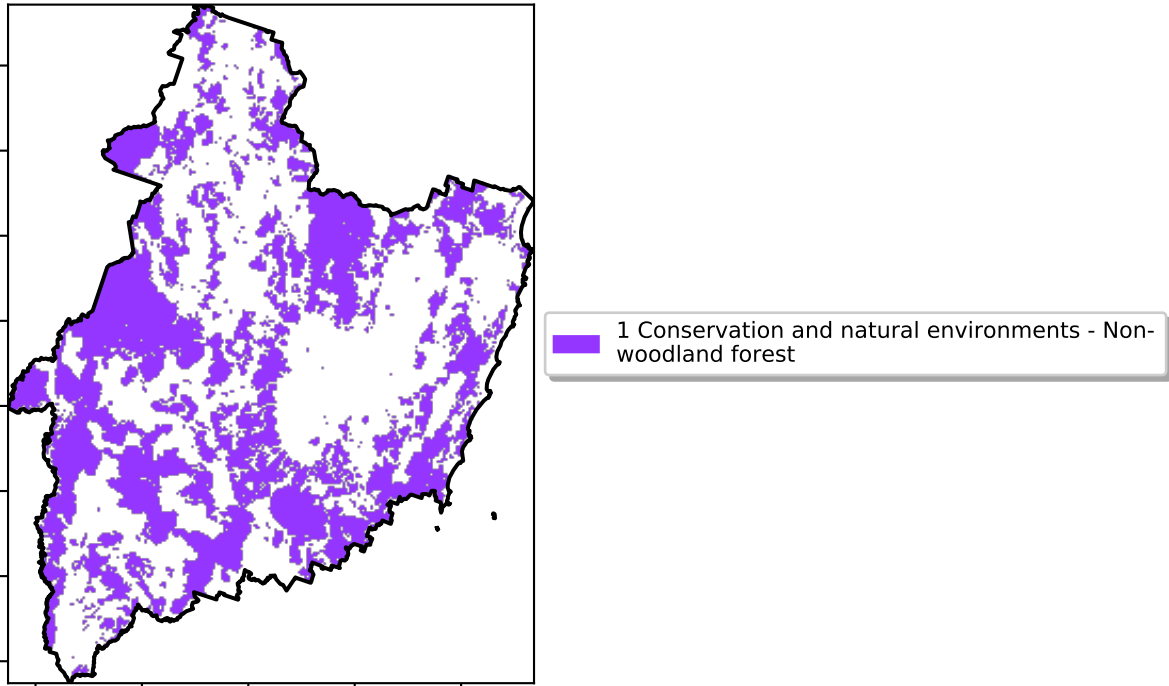 1 Conservation and natural environments - Non-
woodland forest